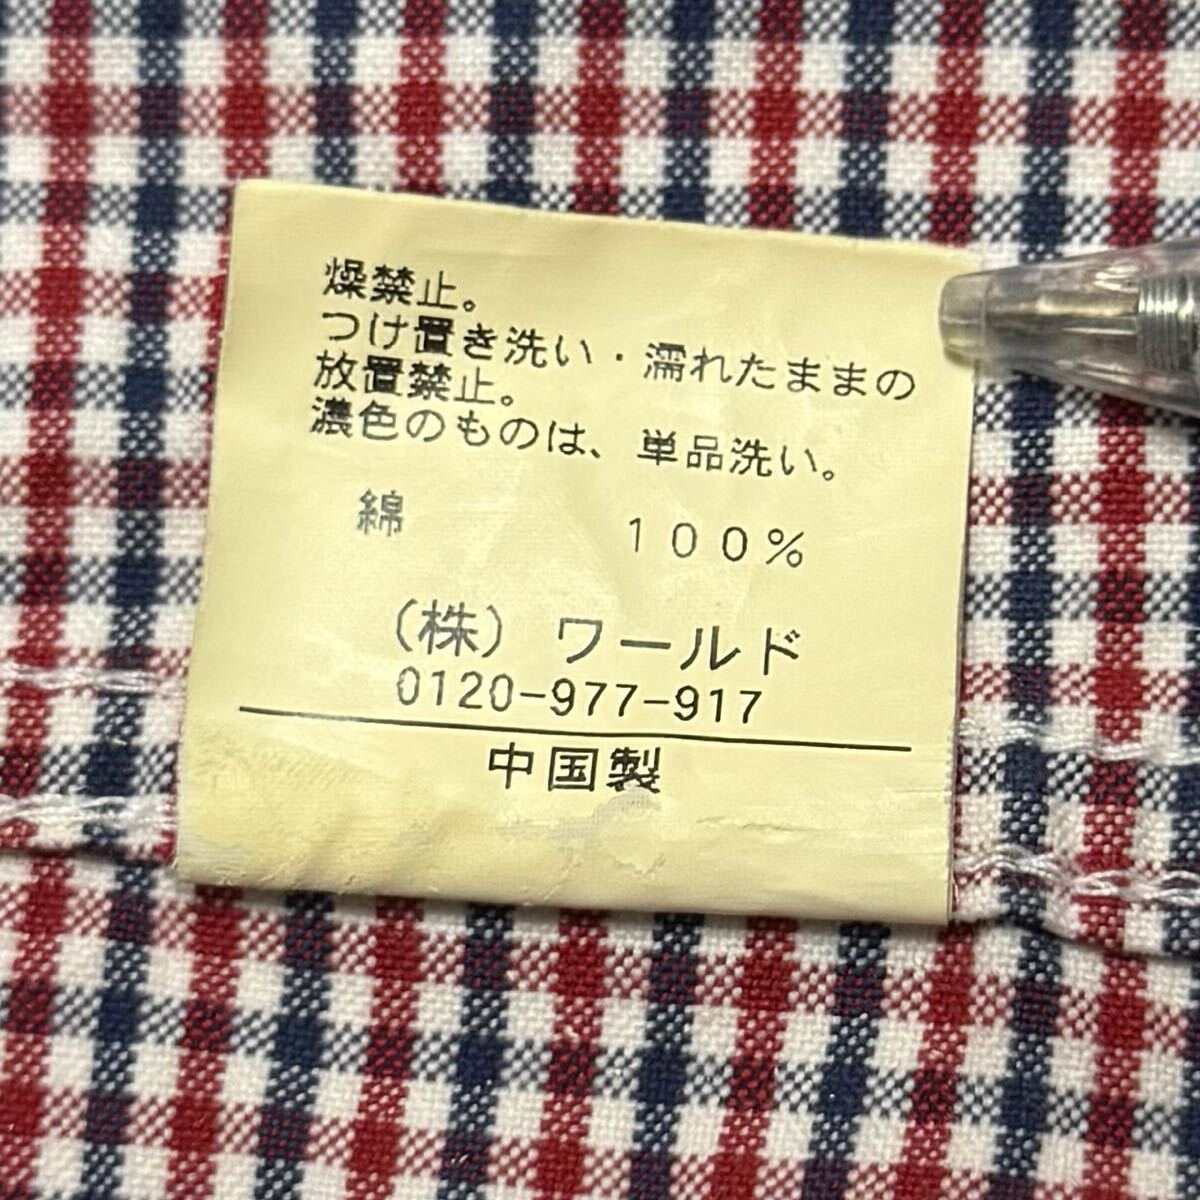 燥禁止。
つけ置き洗い・濡れたままの
放置禁止。
濃色のものは、単品洗い。
綿 100%
(株) ワールド
0120-977-917
中国製